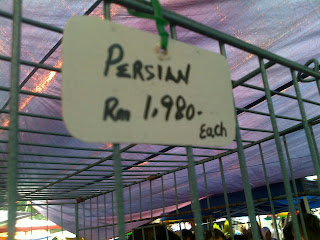 PERSIAN
Rm 1,980.-
Each